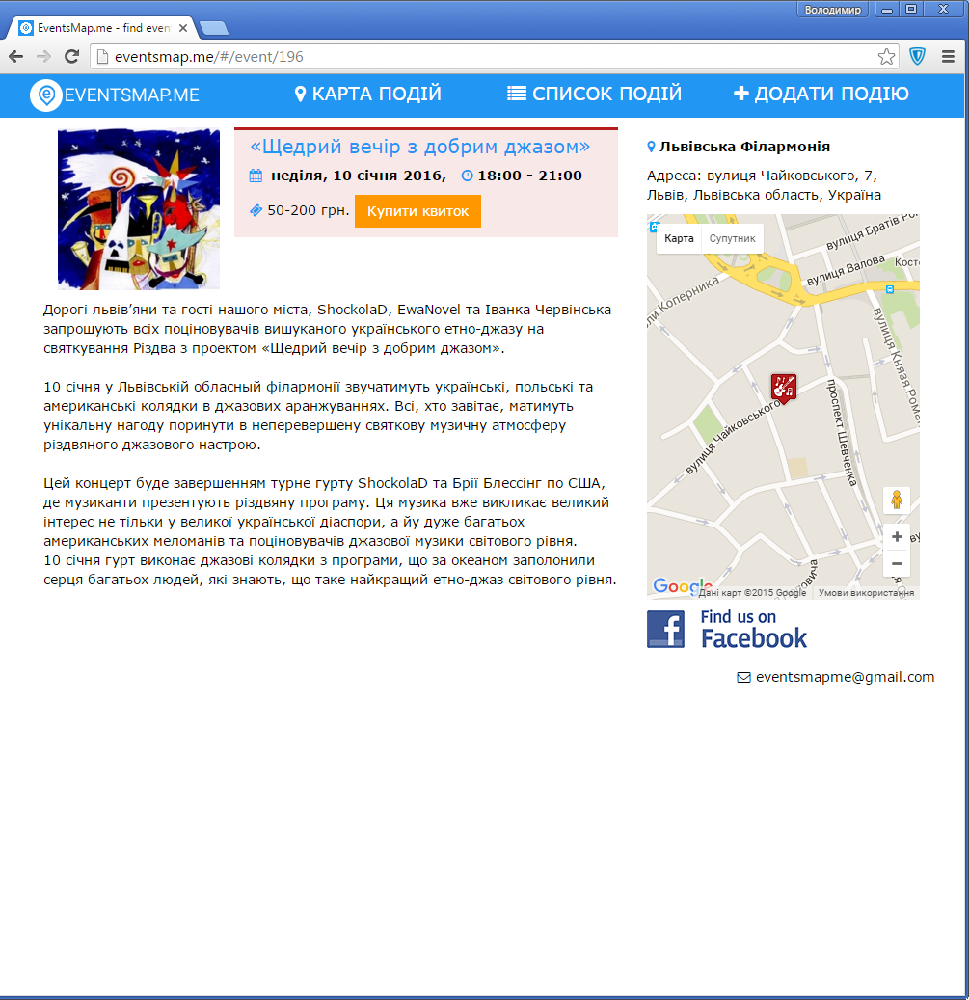 Володимир
EventsMap.me - find even
eventsmap.me/#/event/196
EVENTSMAP.ME
КАРТА ПОДІЙ
СПИСОК ПОДІЙ
ДОДАТИ ПОДІЮ
«Щедрий вечір з добрим джазом»
неділя, 10 січня 2016, 18:00 - 21:00
50-200 грн. Купити квиток
Дорогі львів’яни та гості нашого міста, ShockolaD, EwaNovel та Іванка Червінська
запрошують всіх поціновувачів вишуканого українського етно-джазу на
святкування Різдва з проектом «Щедрий вечір з добрим джазом».
10 січня у Львівській обласный філармонії звучатимуть українські, польські та
американські колядки в джазових аранжуваннях. Всі, хто завітає, матимуть
унікальну нагоду поринути в неперевершену святкову музичну атмосферу
різдвяного джазового настрою.
Цей концерт буде завершенням турне гурту ShockolaD та Брії Блессінг по США,
де музиканти презентують різдвяну програму. Ця музика вже викликає великий
інтерес не тільки у великої української діаспори, а йу дуже багатьох
американських меломанів та поціновувачів джазової музики світового рівня.
10 січня гурт виконає джазові колядки з програми, що за океаном заполонили
серця багатьох людей, які знають, що таке найкращий етно-джаз світового рівня.
Львівська Філармонія
Адреса: вулиця Чайковського, 7,
Львів, Львівська область, Україна
Карта
Супутник
вулиця Братів Ро
вулиця Валова
Косте
Коперника
вулиця Князя Рома
вулиця Чайковського
проспект Шевченка
Google
Дані карт ©2015 Google
Умови використання
Find us on
Facebook
eventsmapme@gmail.com